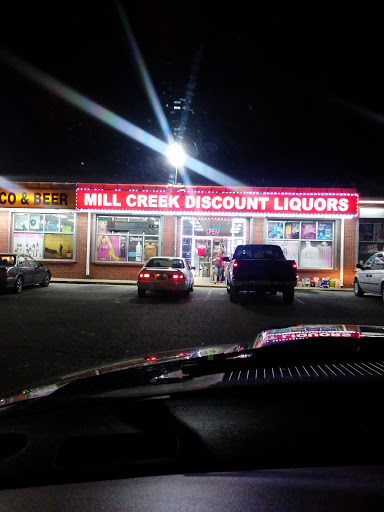 CO & BEER
MILL CREEK DISCOUNT LIQUORS